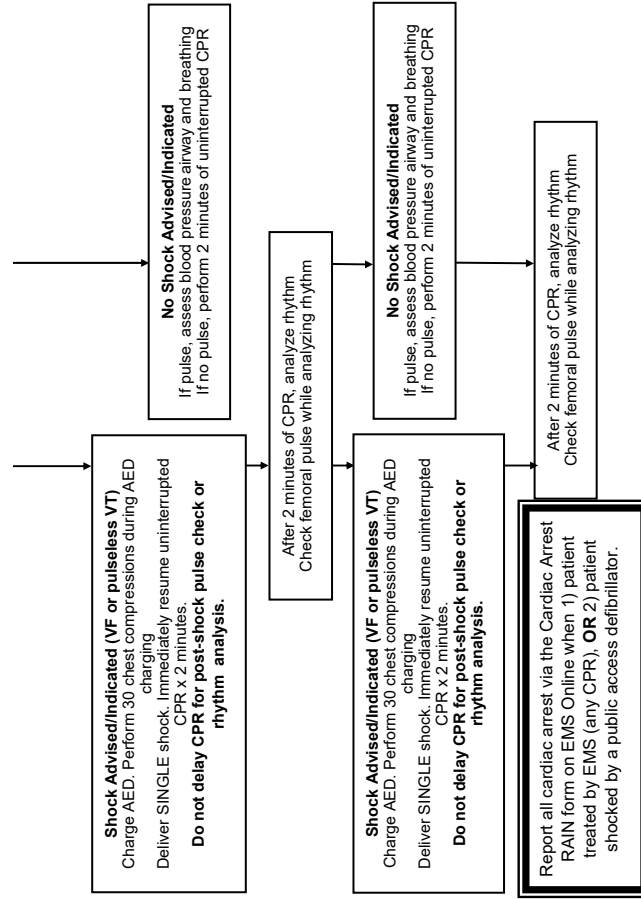 Shock Advised/Indicated (VF or pulseless VT)
Charge AED. Perform 30 chest compressions during AED
charging
Deliver SINGLE shock. Immediately resume uninterrupted
CPR x 2 minutes.
Do not delay CPR for post-shock pulse check or
rhythm analysis.
No Shock Advised/Indicated
If pulse, assess blood pressure airway and breathing
If no pulse, perform 2 minutes of uninterrupted CPR
After 2 minutes of CPR, analyze rhythm
Check femoral pulse while analyzing rhythm
Shock Advised/Indicated (VF or pulseless VT)
Charge AED. Perform 30 chest compressions during AED
charging
Deliver SINGLE shock. Immediately resume uninterrupted
CPR x 2 minutes.
Do not delay CPR for post-shock pulse check or
rhythm analysis.
No Shock Advised/Indicated
If pulse, assess blood pressure airway and breathing
If no pulse, perform 2 minutes of uninterrupted CPR
After 2 minutes of CPR, analyze rhythm
Check femoral pulse while analyzing rhythm
Report all cardiac arrest via the Cardiac Arrest
RAIN form on EMS Online when 1) patient
treated by EMS (any CPR), OR 2) patient
shocked by a public access defibrillator.